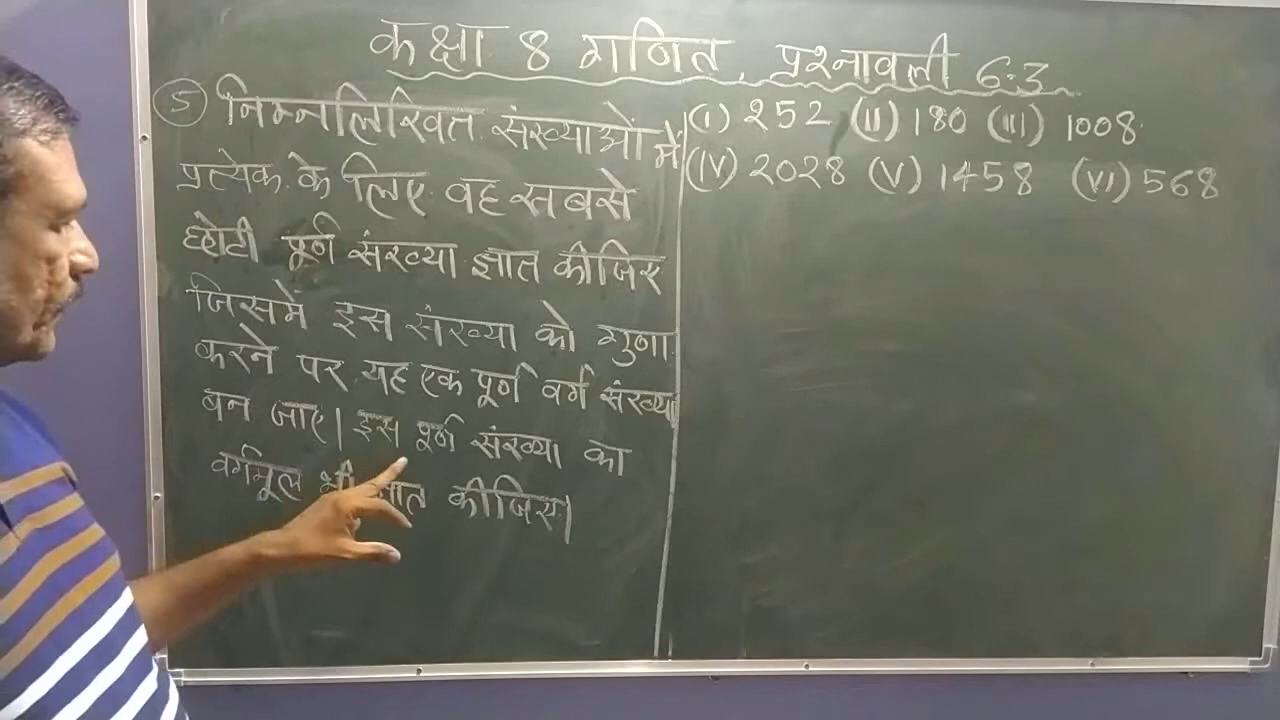 कक्षा 8 गणित, प्रश्नावली 6.3
5 निम्नलिखित संख्याओं में
प्रत्येक के लिए वह सबसे
छोटी पूर्ण संख्या ज्ञात कीजिए
जिसमें इस संख्या को गुणा
करने पर यह एक पूर्ण वर्ग संख्या
बन जाए। इस पूर्ण संख्या का
वर्गमूल भी ज्ञात कीजिए।
(I) 252 (II) 180 (III) 1008
(IV) 2028 (V) 1458 (VI) 568